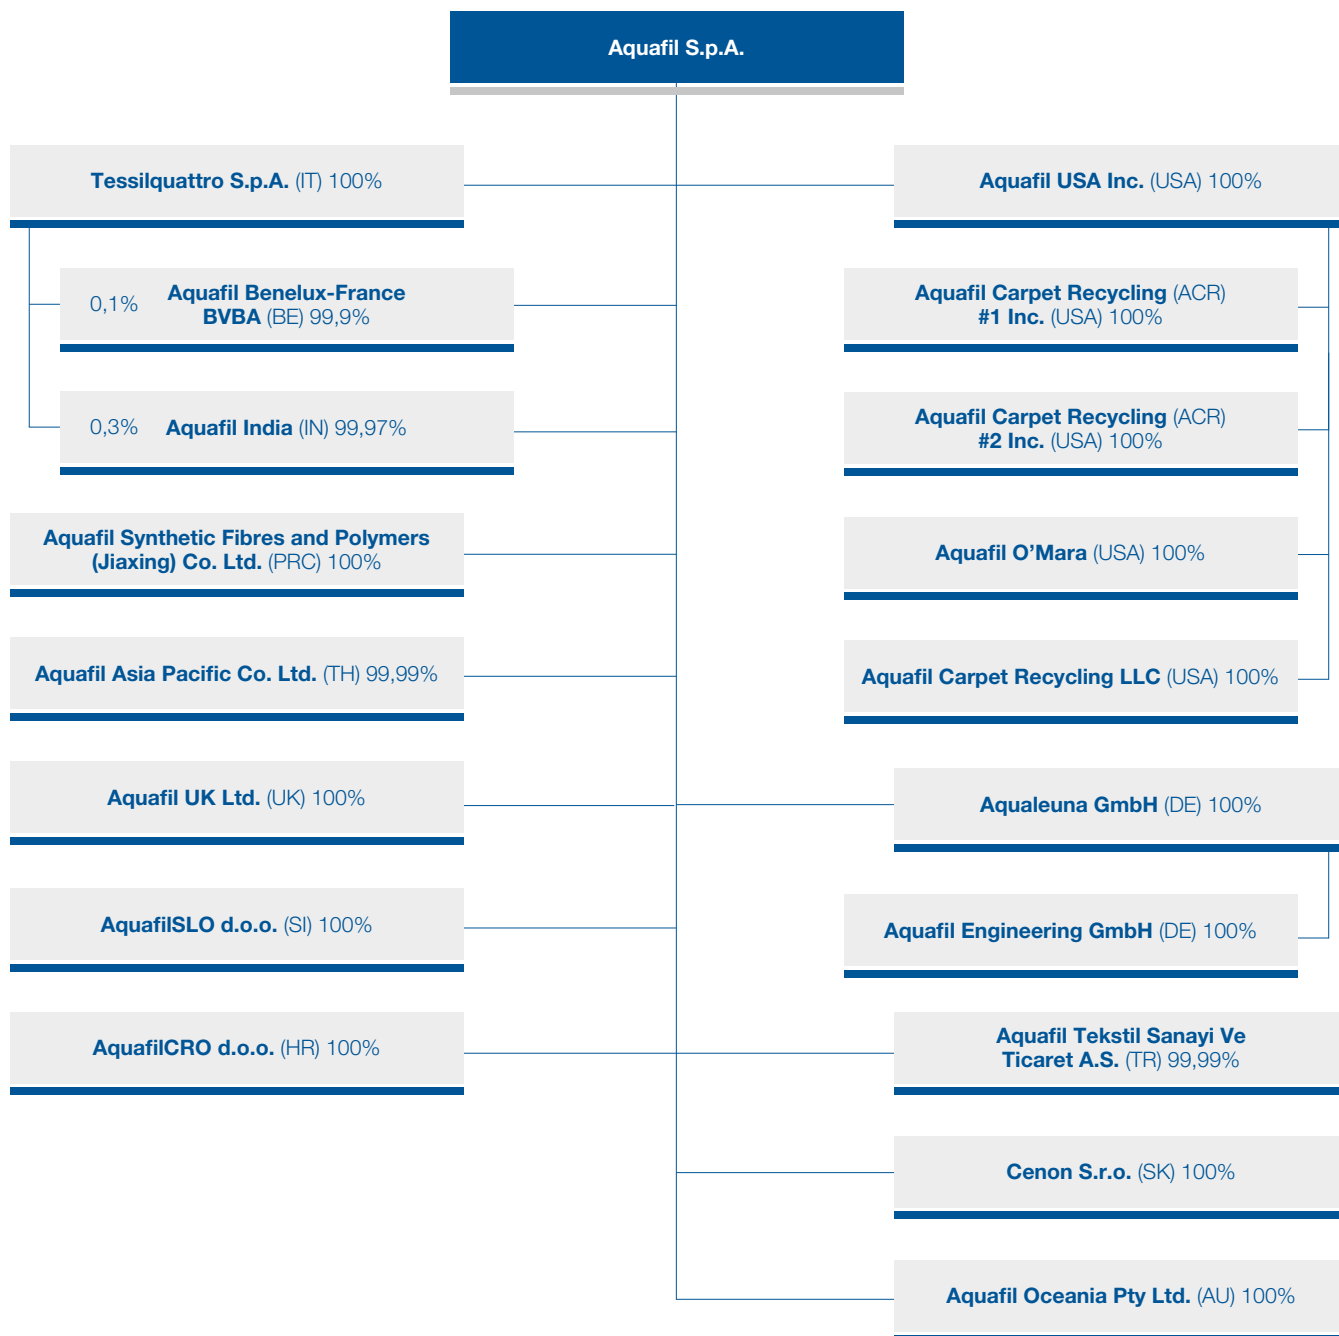 Aquafil S.p.A.
Tessilquattro S.p.A. (IT) 100%
0,1%
Aquafil Benelux-France
BVBA (BE) 99,9%
0,3%
Aquafil India (IN) 99,97%
Aquafil Synthetic Fibres and Polymers
(Jiaxing) Co. Ltd. (PRC) 100%
Aquafil Asia Pacific Co. Ltd. (TH) 99,99%
Aquafil UK Ltd. (UK) 100%
AquafilSLO d.o.o. (SI) 100%
AquafilCRO d.o.o. (HR) 100%
Aquafil USA Inc. (USA) 100%
Aquafil Carpet Recycling (ACR)
#1 Inc. (USA) 100%
Aquafil Carpet Recycling (ACR)
#2 Inc. (USA) 100%
Aquafil O’Mara (USA) 100%
Aquafil Carpet Recycling LLC (USA) 100%
Aqualeuna GmbH (DE) 100%
Aquafil Engineering GmbH (DE) 100%
Aquafil Tekstil Sanayi Ve
Ticaret A.S. (TR) 99,99%
Cenon S.r.o. (SK) 100%
Aquafil Oceania Pty Ltd. (AU) 100%